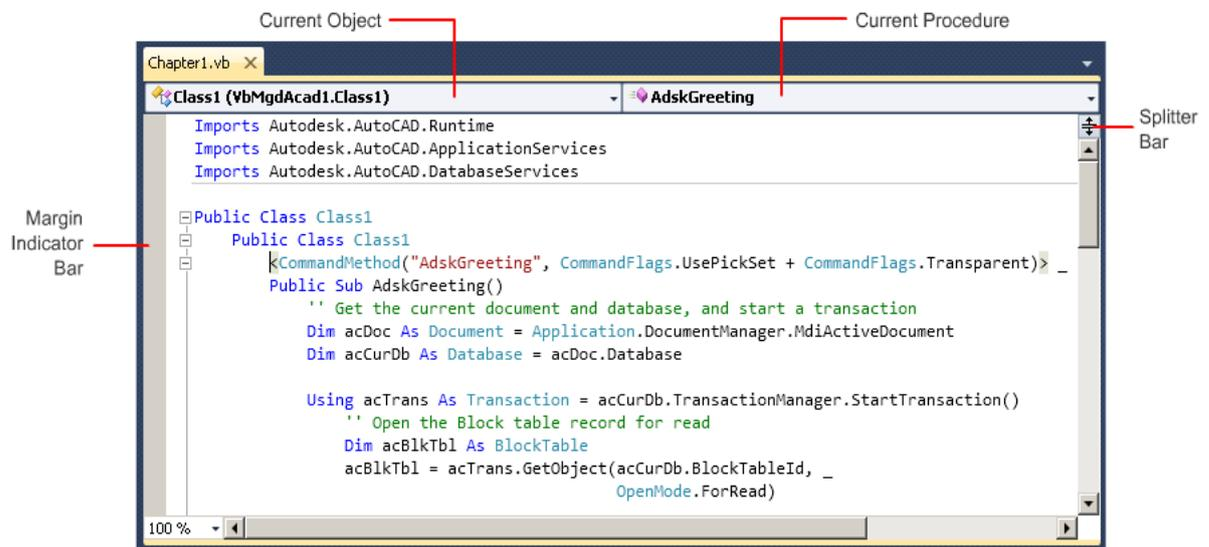 Current Object
Current Procedure
Chapter1.vb
Class1 (VbMgdAcad1.Class1)
AdskGreeting
Splitter
Bar
Margin
Indicator
Bar
Imports Autodesk.AutoCAD.Runtime
Imports Autodesk.AutoCAD.ApplicationServices
Imports Autodesk.AutoCAD.DatabaseServices
Public Class Class1
Public Class Class1
<CommandMethod("AdskGreeting", CommandFlags.UsePickSet + CommandFlags.Transparent)> _
Public Sub AdskGreeting()
'' Get the current document and database, and start a transaction
Dim acDoc As Document = Application.DocumentManager.MdiActiveDocument
Dim acCurDb As Database = acDoc.Database
Using acTrans As Transaction = acCurDb.TransactionManager.StartTransaction()
'' Open the Block table record for read
Dim acBlkTbl As BlockTable
acBlkTbl = acTrans.GetObject(acCurDb.BlockTableId, _
OpenMode.ForRead)
100 %